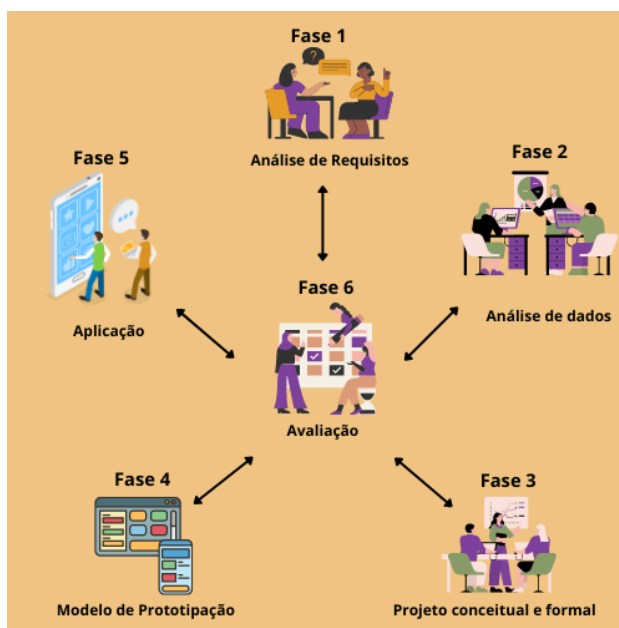 Fase 1
?
Análise de Requisitos
Fase 2
Análise de dados
Fase 3
Projeto conceitual e formal
Fase 4
Modelo de Prototipação
Fase 5
Aplicação
Fase 6
Avaliação